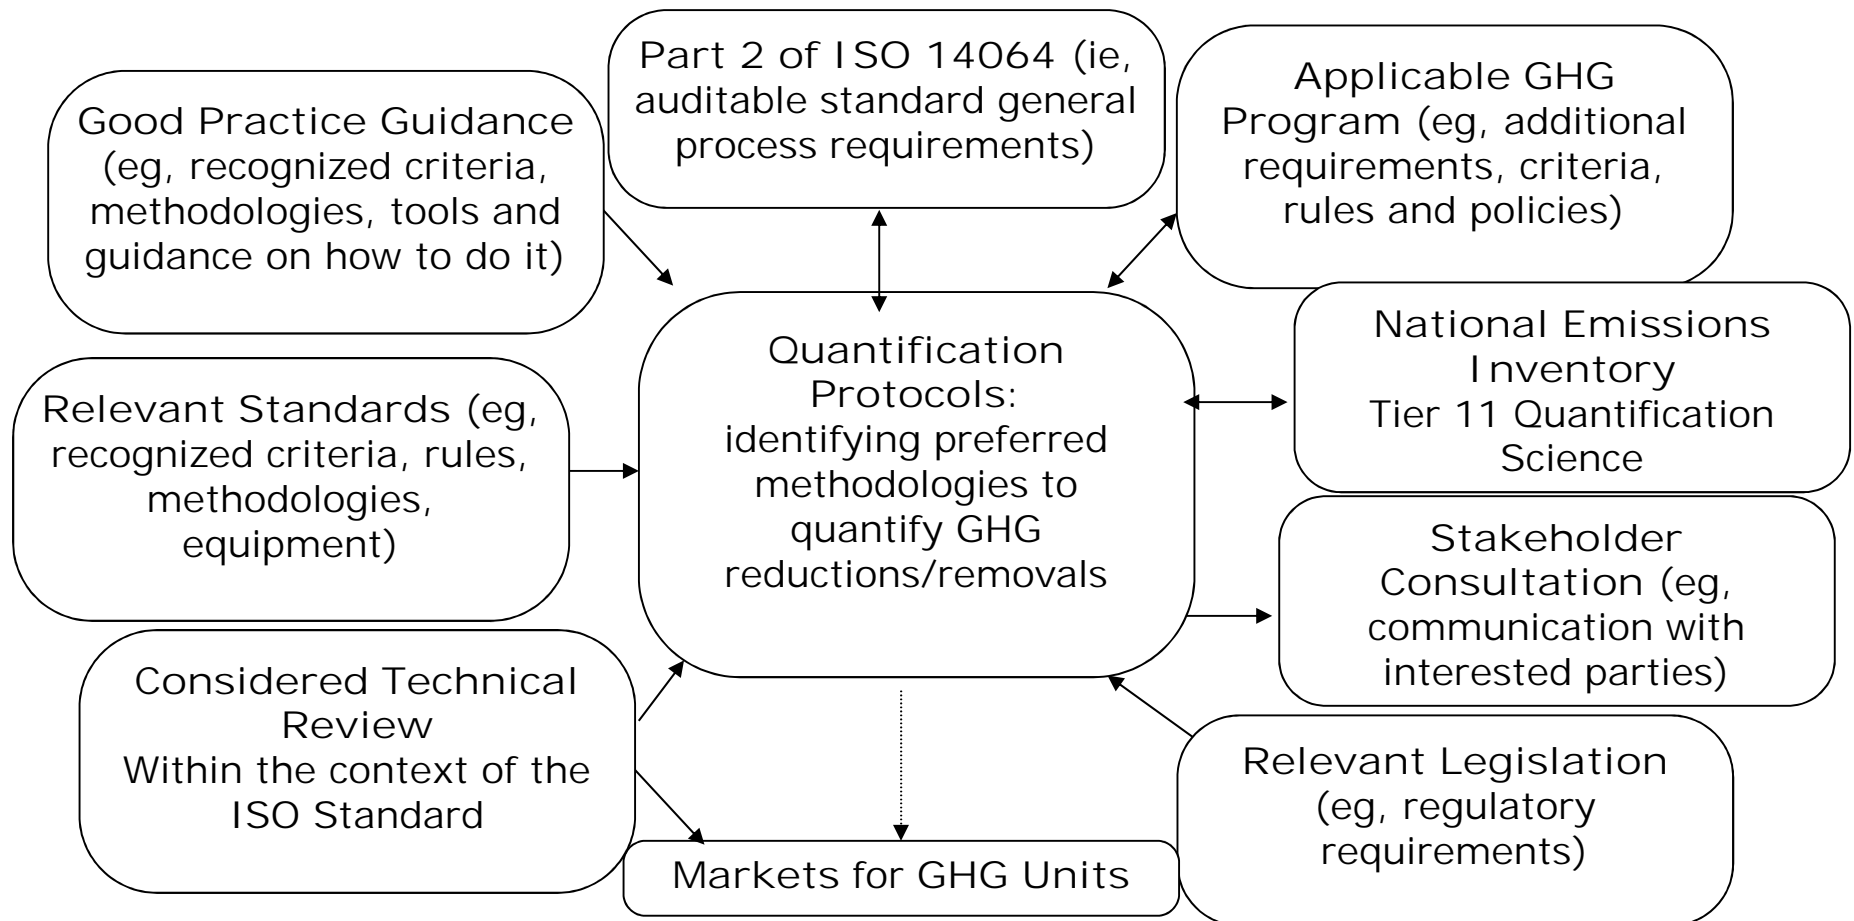 Part 2 of ISO 14064 (ie,
auditable standard general
process requirements)
Applicable GHG
Program (eg, additional
requirements, criteria,
rules and policies)
Good Practice Guidance
(eg, recognized criteria,
methodologies, tools and
guidance on how to do it)
Quantification
Protocols:
identifying preferred
methodologies to
quantify GHG
reductions/removals
National Emissions
Inventory
Tier 11 Quantification
Science
Relevant Standards (eg,
recognized criteria, rules,
methodologies,
equipment)
Stakeholder
Consultation (eg,
communication with
interested parties)
Considered Technical
Review
Within the context of the
ISO Standard
Relevant Legislation
(eg, regulatory
requirements)
Markets for GHG Units